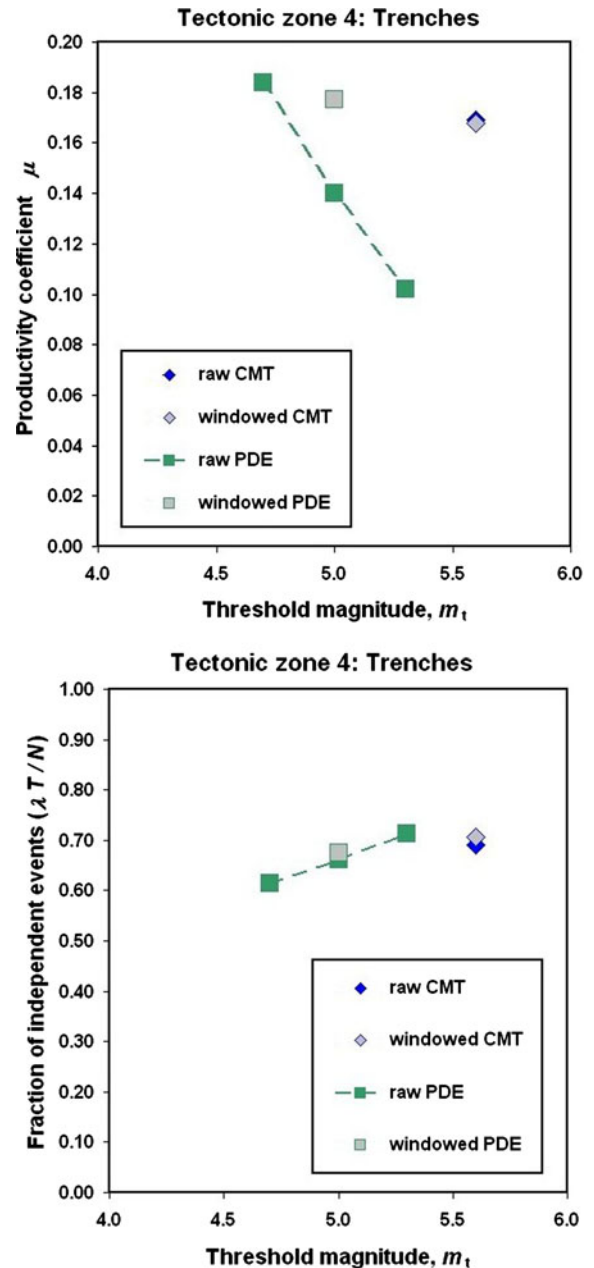 Tectonic zone 4: Trenches
0.20
0.18
0.16
0.14
0.12
0.10
0.08
0.06
0.04
0.02
0.00
Productivity coefficient μ
raw CMT
windowed CMT
raw PDE
windowed PDE
4.0 4.5 5.0 5.5 6.0
Threshold magnitude, mt
Tectonic zone 4: Trenches
1.00
0.90
0.80
0.70
0.60
0.50
0.40
0.30
0.20
0.10
0.00
Fraction of independent events (λT/N)
raw CMT
windowed CMT
raw PDE
windowed PDE
4.0 4.5 5.0 5.5 6.0
Threshold magnitude, mt